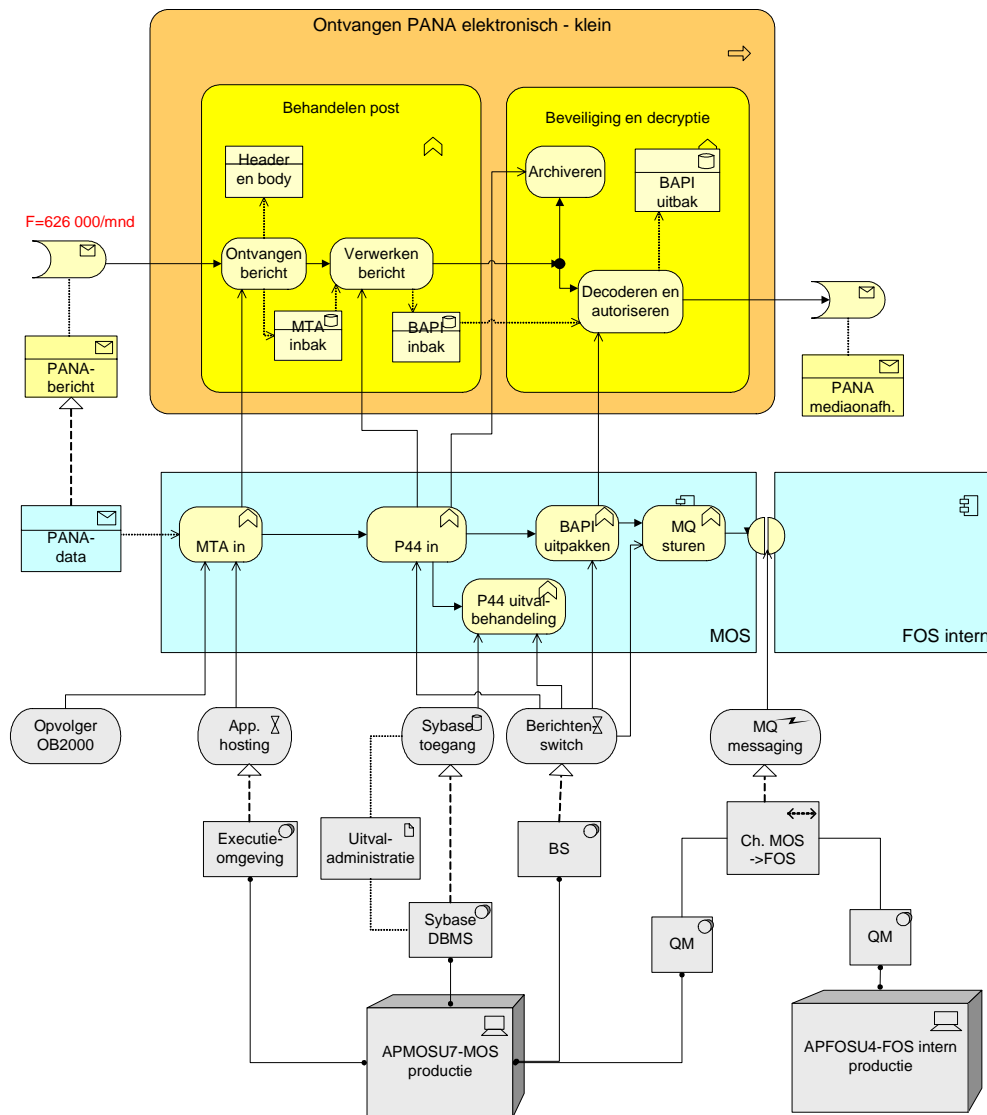 Ontvangen PANA elektronisch - klein
Behandelen post
Beveiliging en decryptie
Header
en body
Archiveren
BAPI
uitbak
F=626 000/mnd
Ontvangen
bericht
Verwerken
bericht
Decoderen en
autoriseren
MTA
inbak
BAPI
inbak
PANA-
bericht
PANA
mediaonafh.
PANA-
data
MTA in
P44 in
BAPI
uitpakken
MQ
sturen
P44 uitval-
behandeling
MOS
FOS intern
Opvolger
OB2000
App.
hosting
Sybase
toegang
Berichten-
switch
MQ
messaging
Executie-
omgeving
Uitval-
administratie
BS
Ch. MOS
->FOS
Sybase
DBMS
QM
QM
APMOSU7-MOS
productie
APFOSU4-FOS intern
productie